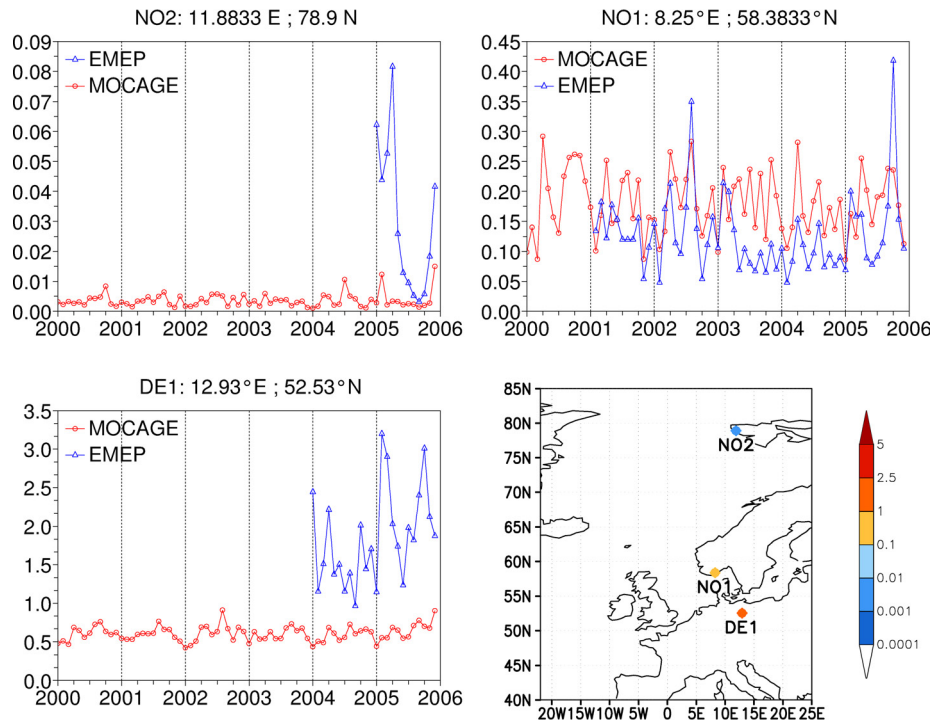 NO2: 11.8833 E ; 78.9 N
0.09
0.08
0.07
0.06
0.05
0.04
0.03
0.02
0.01
0.00
EMEP
MOCAGE
2000 2001 2002 2003 2004 2005 2006
NO1: 8.25°E ; 58.3833°N
0.45
0.40
0.35
0.30
0.25
0.20
0.15
0.10
0.05
0.00
MOCAGE
EMEP
2000 2001 2002 2003 2004 2005 2006
DE1: 12.93°E ; 52.53°N
3.5
3.0
2.5
2.0
1.5
1.0
0.5
0.0
MOCAGE
EMEP
2000 2001 2002 2003 2004 2005 2006
85N
80N
75N
70N
65N
60N
55N
50N
45N
40N
NO2
NO1
DE1
20W 15W 10W 5W 0 5E 10E 15E 20E 25E
5
2.5
1
0.1
0.01
0.001
0.0001